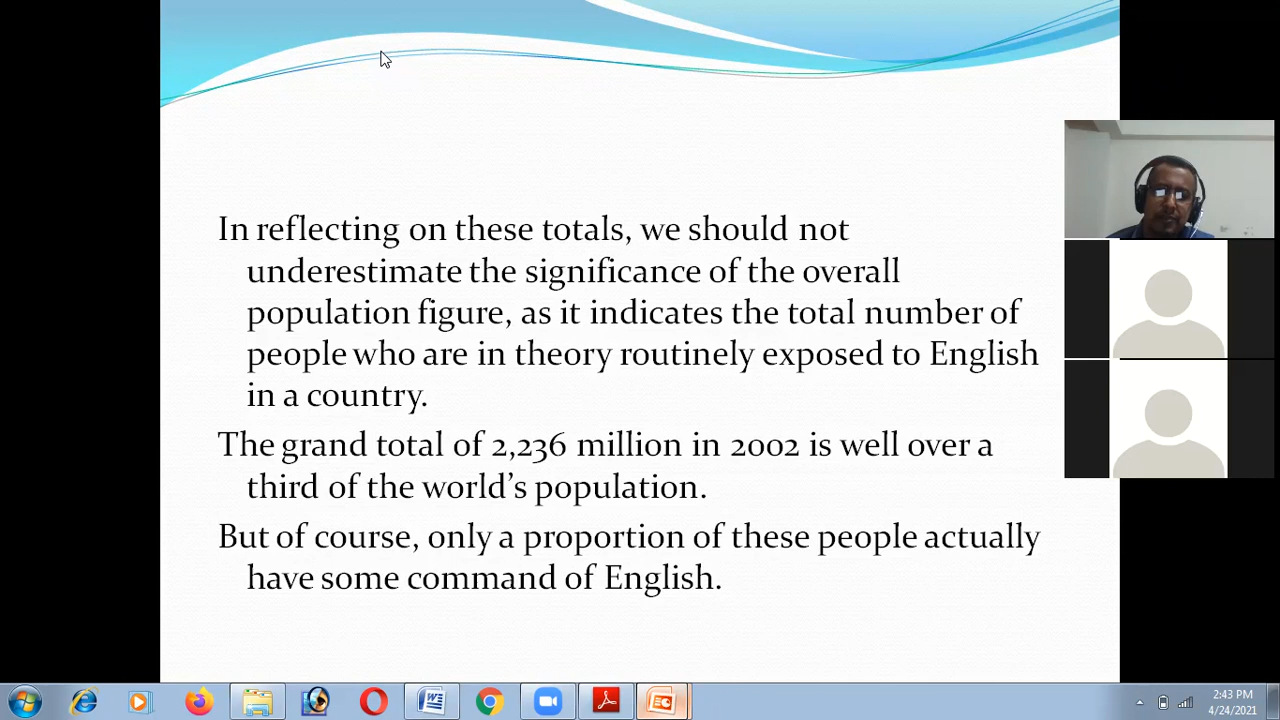 In reflecting on these totals, we should not
underestimate the significance of the overall
population figure, as it indicates the total number of
people who are in theory routinely exposed to English
in a country.
The grand total of 2,236 million in 2002 is well over a
third of the world’s population.
But of course, only a proportion of these people actually
have some command of English.
2:43 PM
4/24/2021